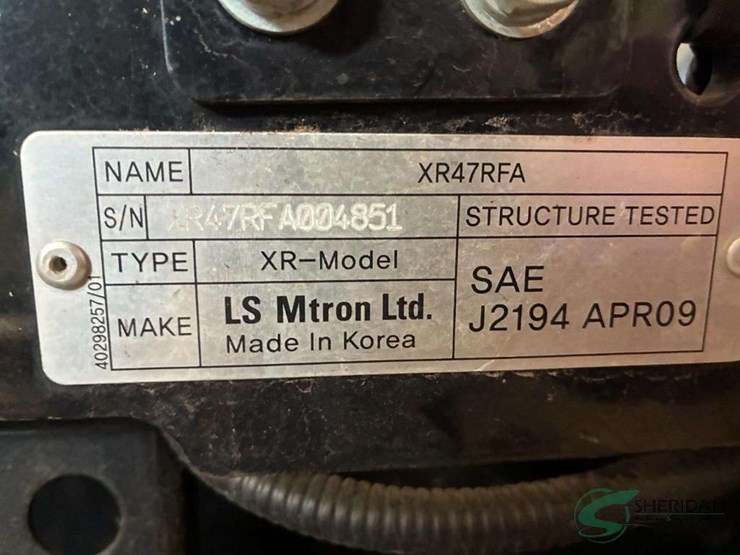 NAME XR47RFA
S/N XR47RFA004851 STRUCTURE TESTED
TYPE XR-Model
MAKE LS Mtron Ltd.
Made In Korea
SAE
J2194 APR09
40298257/01
SHERIDAN